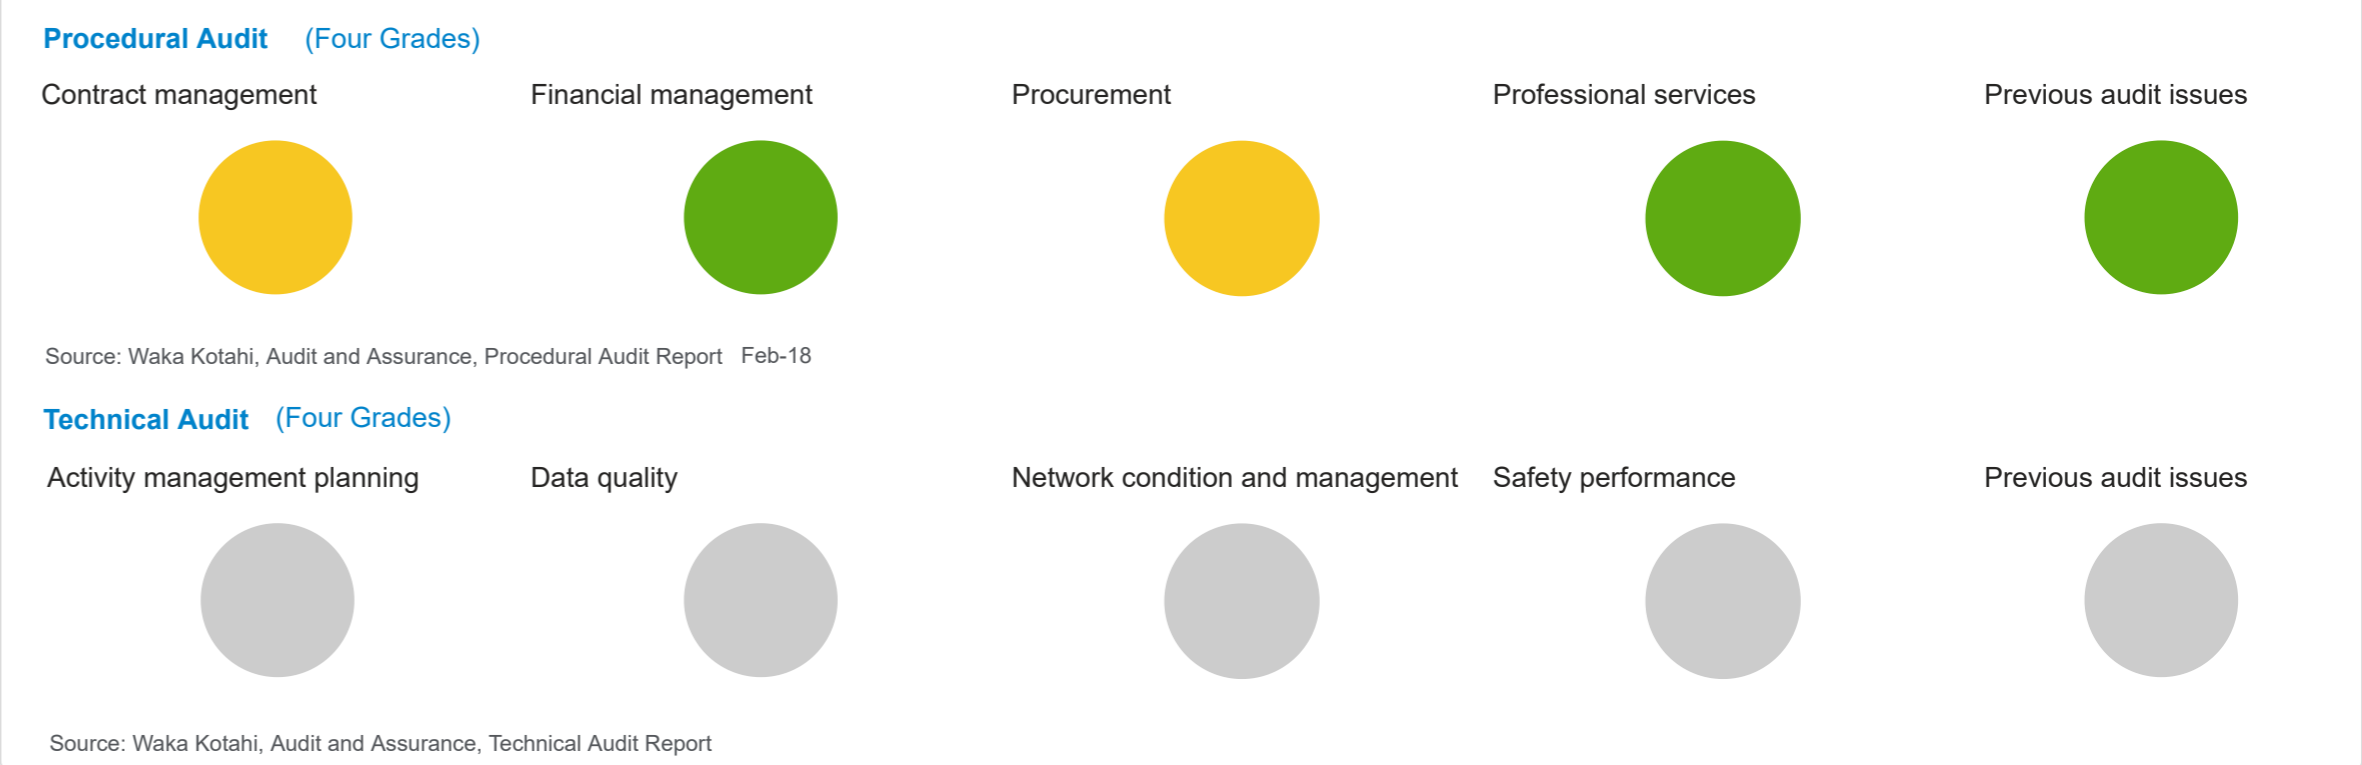 Procedural Audit (Four Grades)
Contract management Financial management Procurement Professional services Previous audit issues
Source: Waka Kotahi, Audit and Assurance, Procedural Audit Report Feb-18
Technical Audit (Four Grades)
Activity management planning Data quality Network condition and management Safety performance Previous audit issues
Source: Waka Kotahi, Audit and Assurance, Technical Audit Report